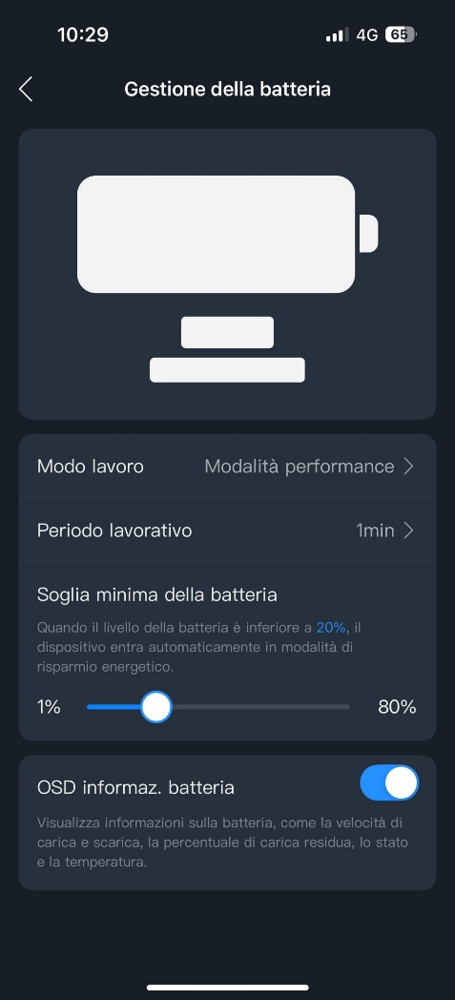 10:29
4G 65
Gestione della batteria
Modo lavoro Modalità performance
Periodo lavorativo 1min
Soglia minima della batteria
Quando il livello della batteria è inferiore a 20%, il
dispositivo entra automaticamente in modalità di
risparmio energetico.
1% 80%
OSD informaz. batteria
Visualizza informazioni sulla batteria, come la velocità di
carica e scarica, la percentuale di carica residua, lo stato
e la temperatura.